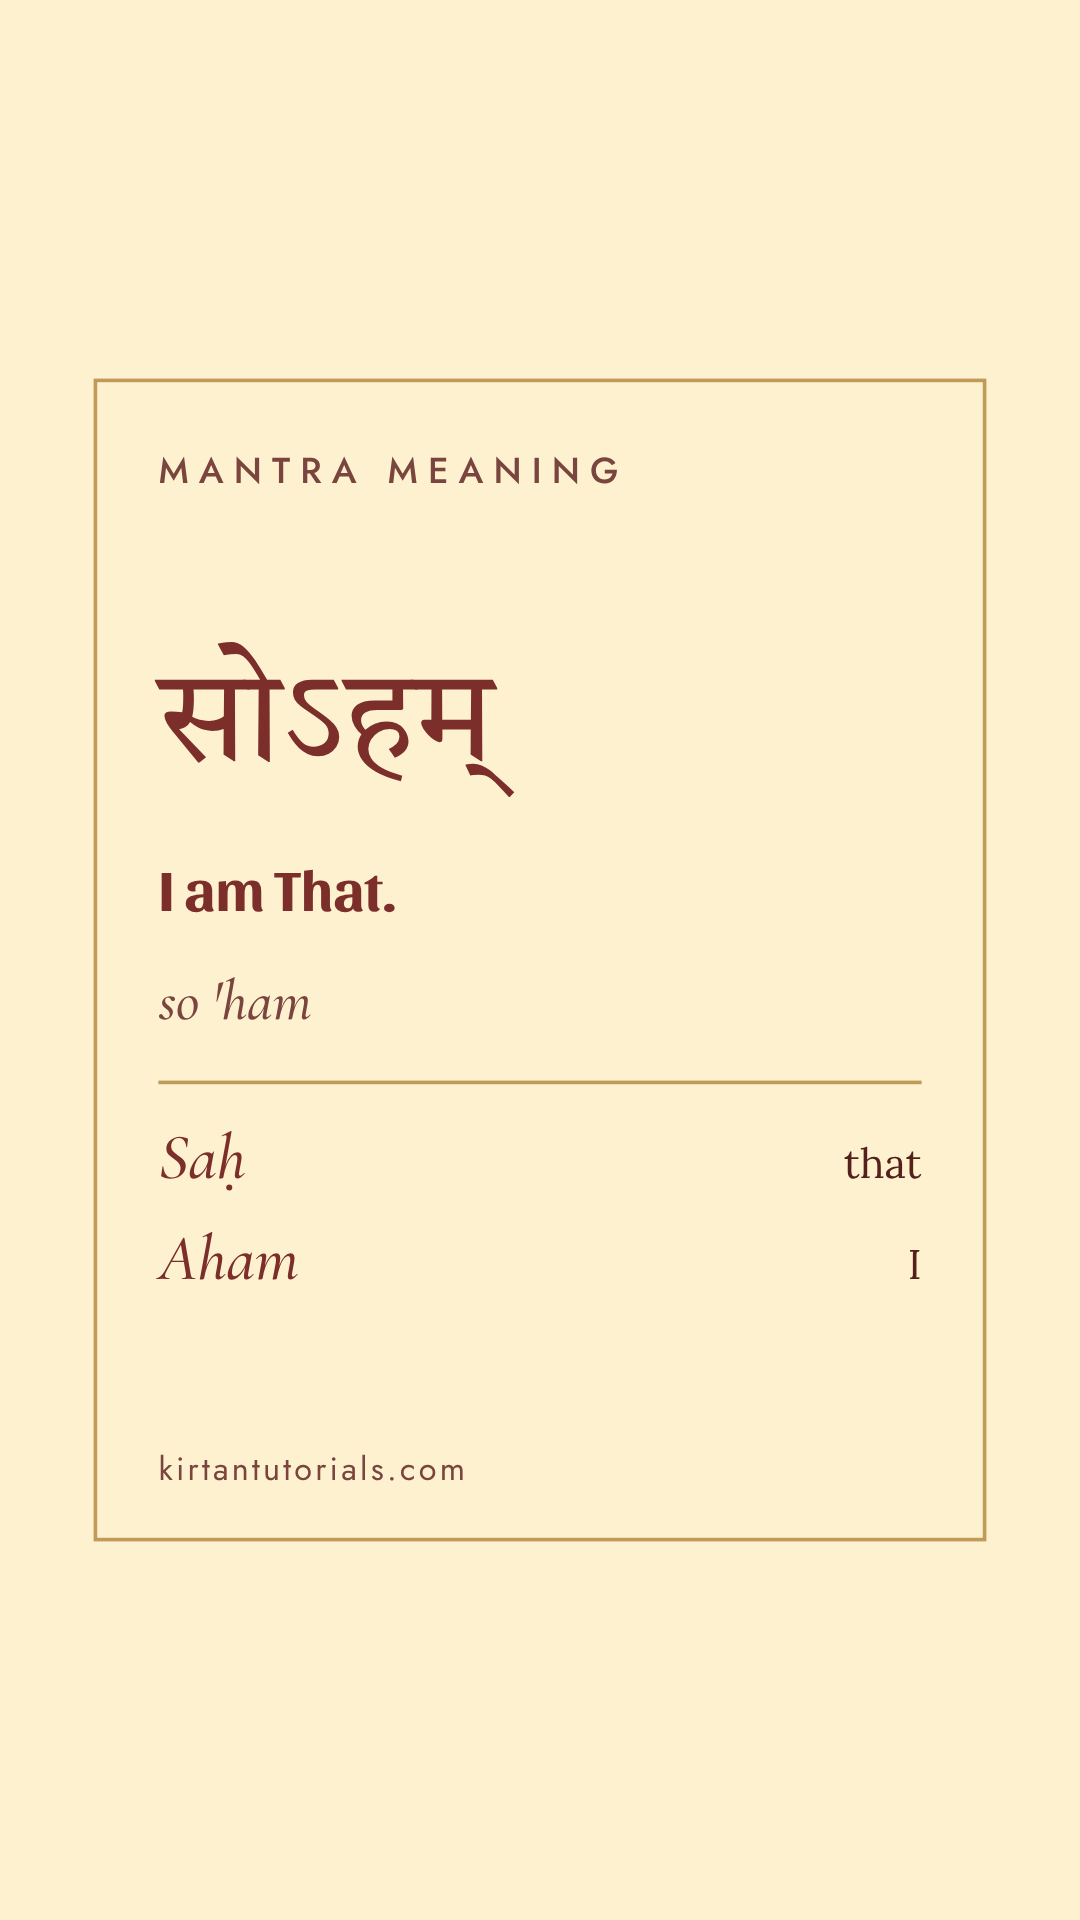 MANTRA MEANING
सोऽहम्
I am That.
so 'ham
Saḥ that
Aham I
kirtantutorials.com